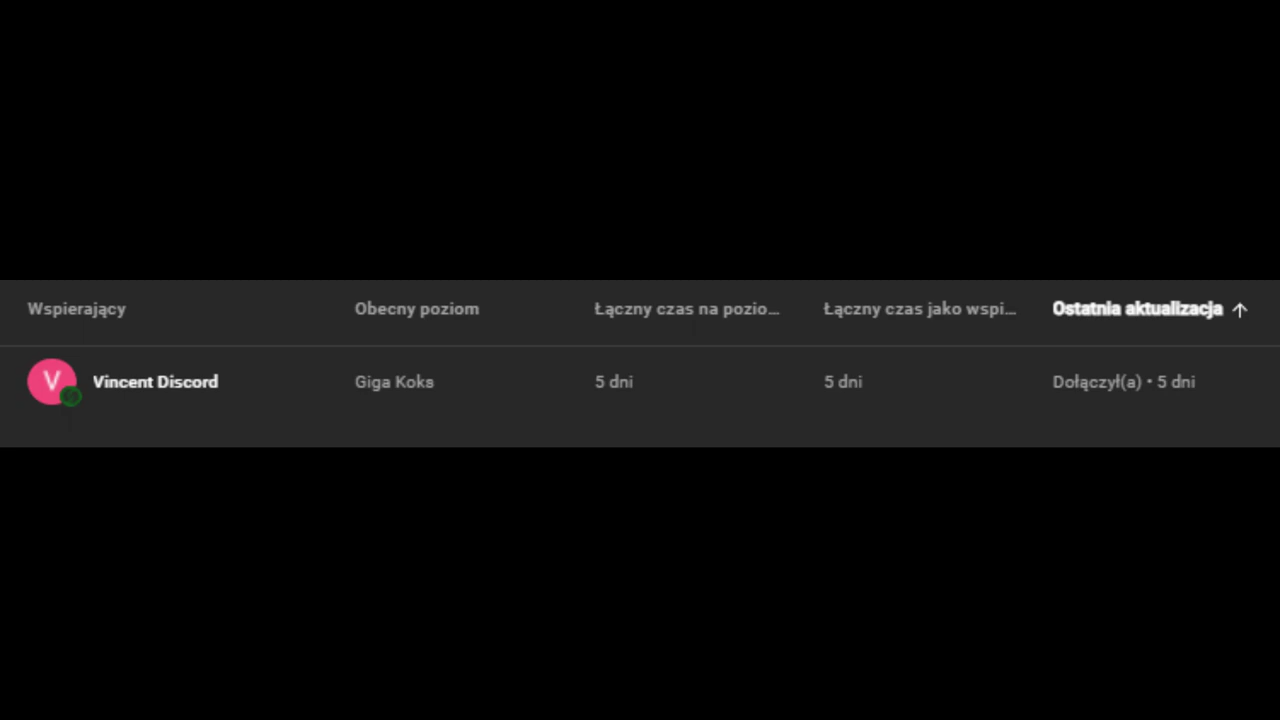 Wspierający Obecny poziom Łączny czas na pozio... Łączny czas jako wspi... Ostatnia aktualizacja ↑
V Vincent Discord Giga Koks 5 dni 5 dni Dołączył(a) • 5 dni